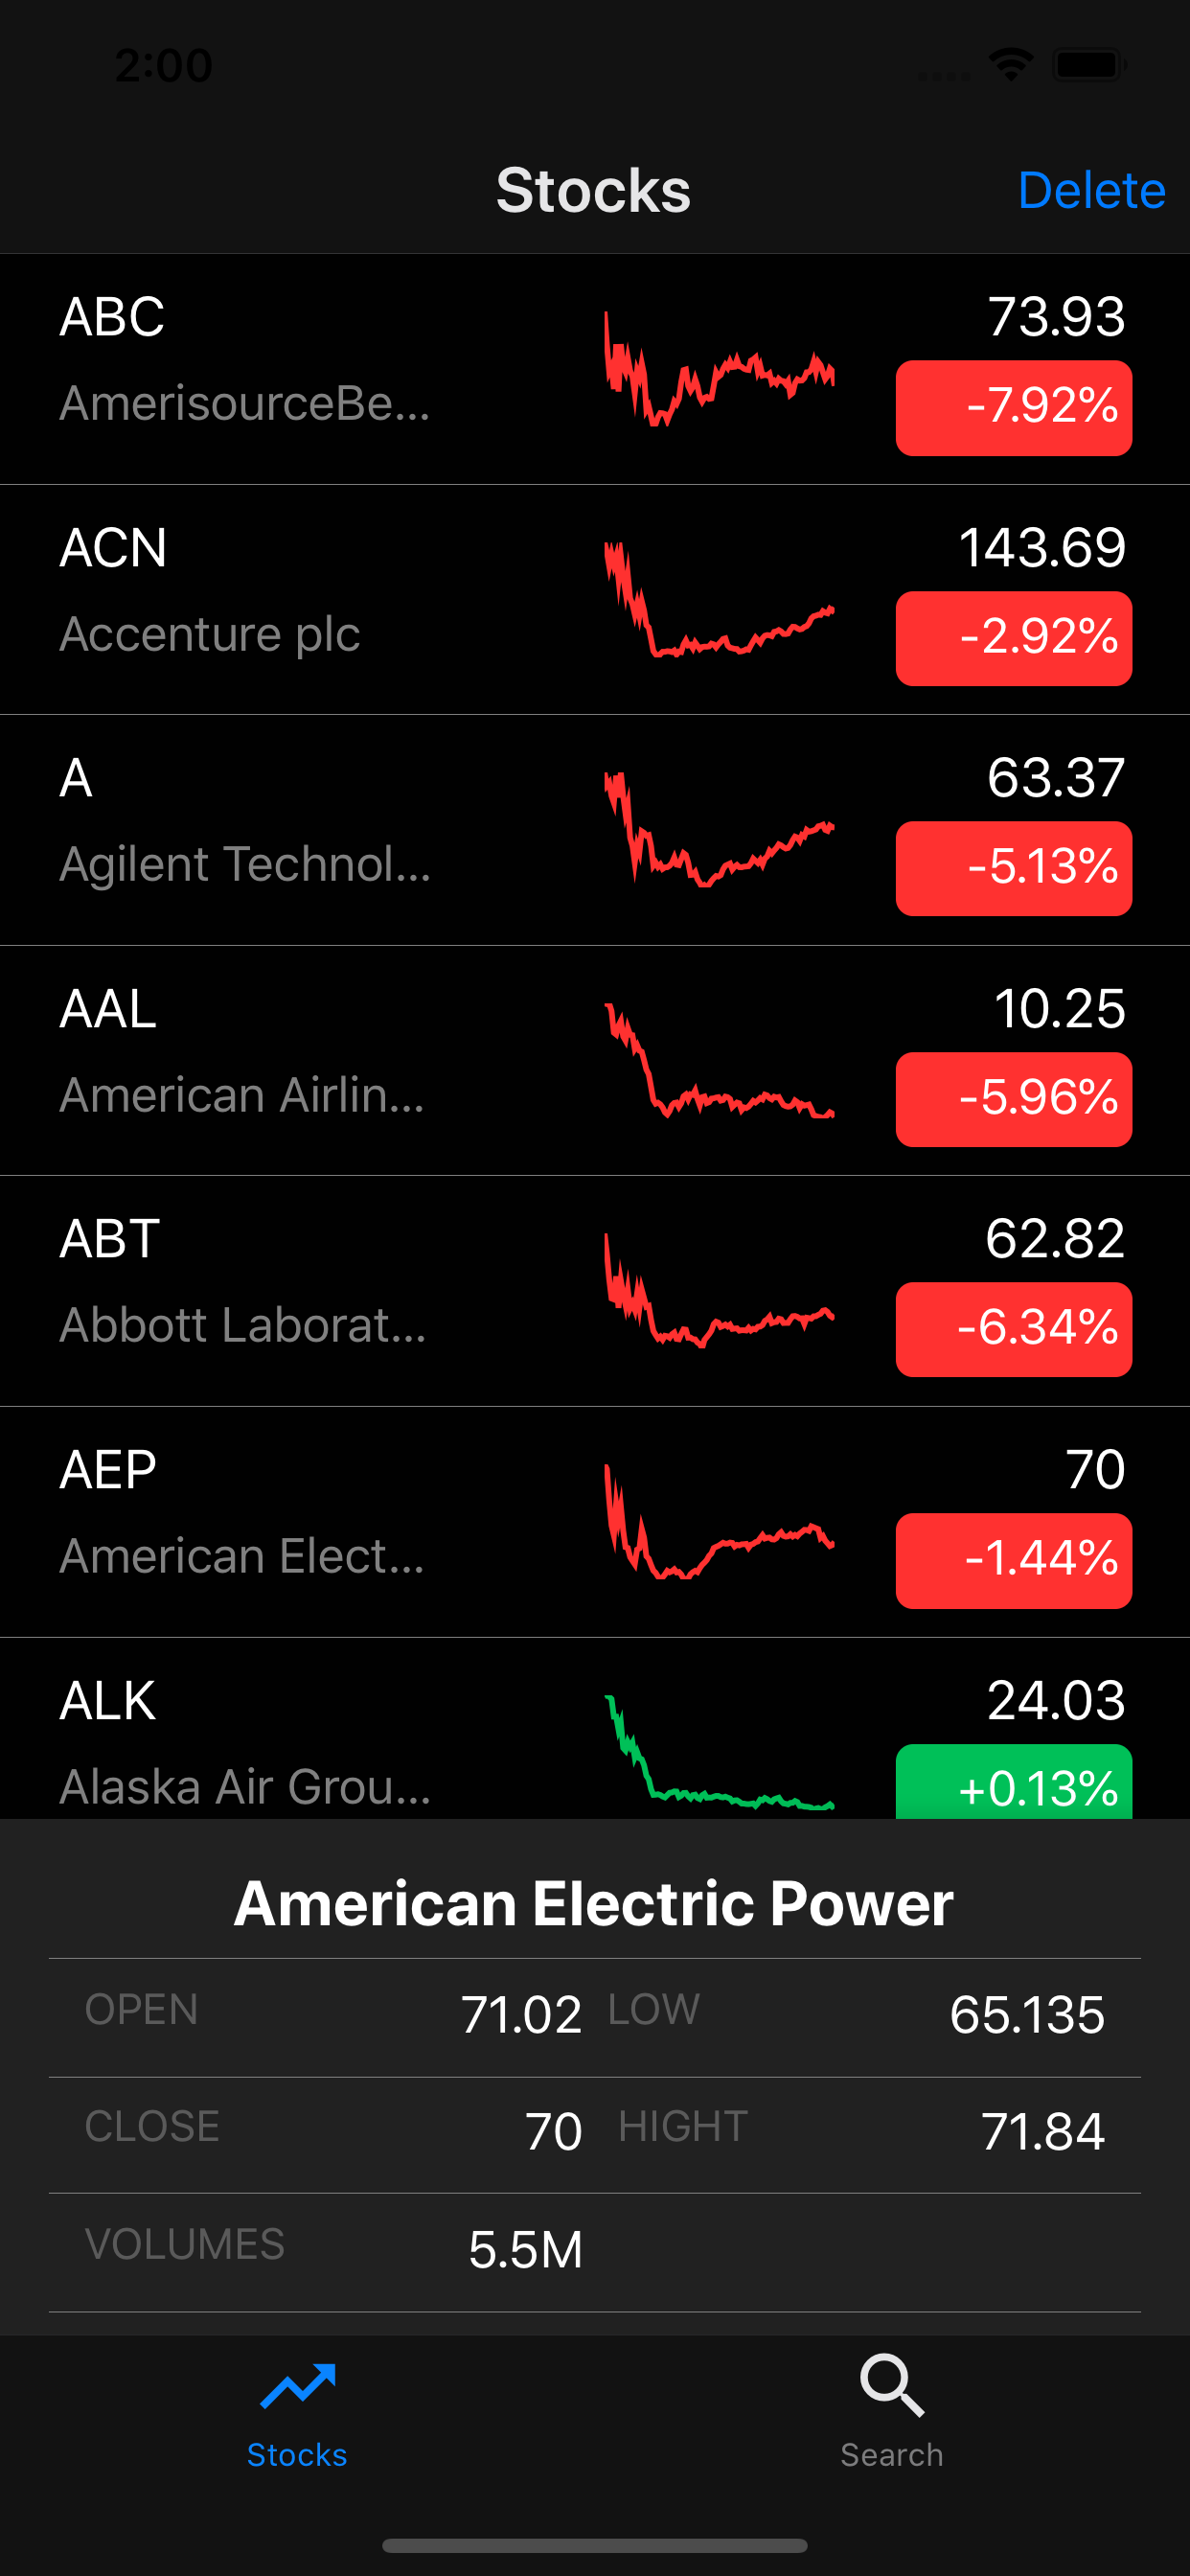 2:00
Stocks Delete
ABC 73.93
AmerisourceBe... -7.92%
ACN 143.69
Accenture plc -2.92%
A 63.37
Agilent Technol... -5.13%
AAL 10.25
American Airlin... -5.96%
ABT 62.82
Abbott Laborat... -6.34%
AEP 70
American Elect... -1.44%
ALK 24.03
Alaska Air Grou... +0.13%
American Electric Power
OPEN 71.02 LOW 65.135
CLOSE 70 HIGHT 71.84
VOLUMES 5.5M
Stocks Search